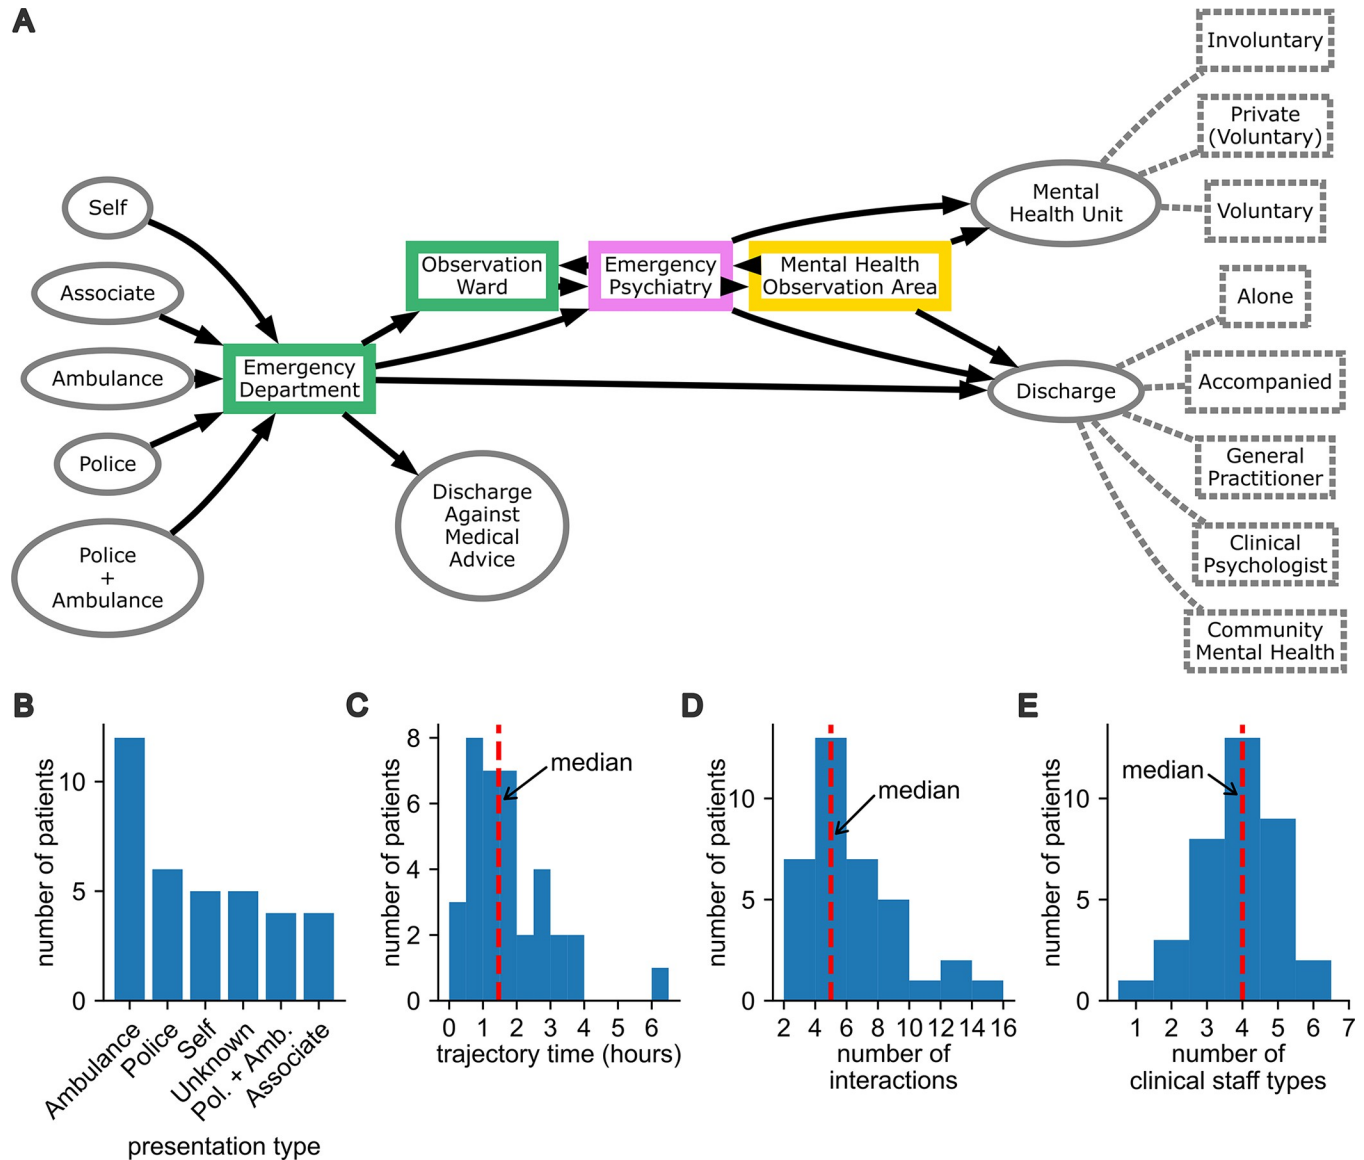 A
Self
Associate
Ambulance
Police
Police
+
Ambulance
Emergency
Department
Observation
Ward
Emergency
Psychiatry
Mental Health
Observation Area
Discharge
Against
Medical
Advice
Mental
Health Unit
Discharge
Involuntary
Private
(Voluntary)
Voluntary
Alone
Accompanied
General
Practitioner
Clinical
Psychologist
Community
Mental Health
B
number of patients
10
5
0
Ambulance
Police
Self
Unknown
Pol. + Amb.
Associate
presentation type
C
number of patients
8
6
4
2
0
median
0 1 2 3 4 5 6
trajectory time (hours)
D
number of patients
10
5
0
median
2 4 6 8 10 12 14 16
number of
interactions
E
number of patients
10
5
0
median
1 2 3 4 5 6 7
number of
clinical staff types